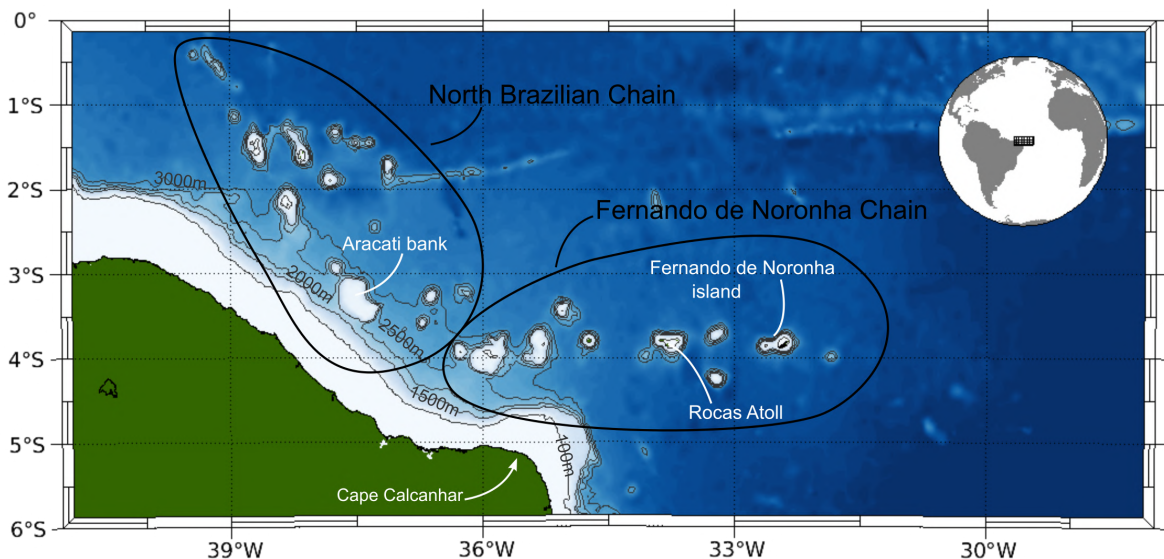 0°
1°S
2°S
3°S
4°S
5°S
6°S
39°W
36°W
33°W
30°W
North Brazilian Chain
3000m
Fernando de Noronha Chain
Aracati bank
Fernando de Noronha
island
2000m
2500m
Rocas Atoll
1500m
100m
Cape Calcanhar